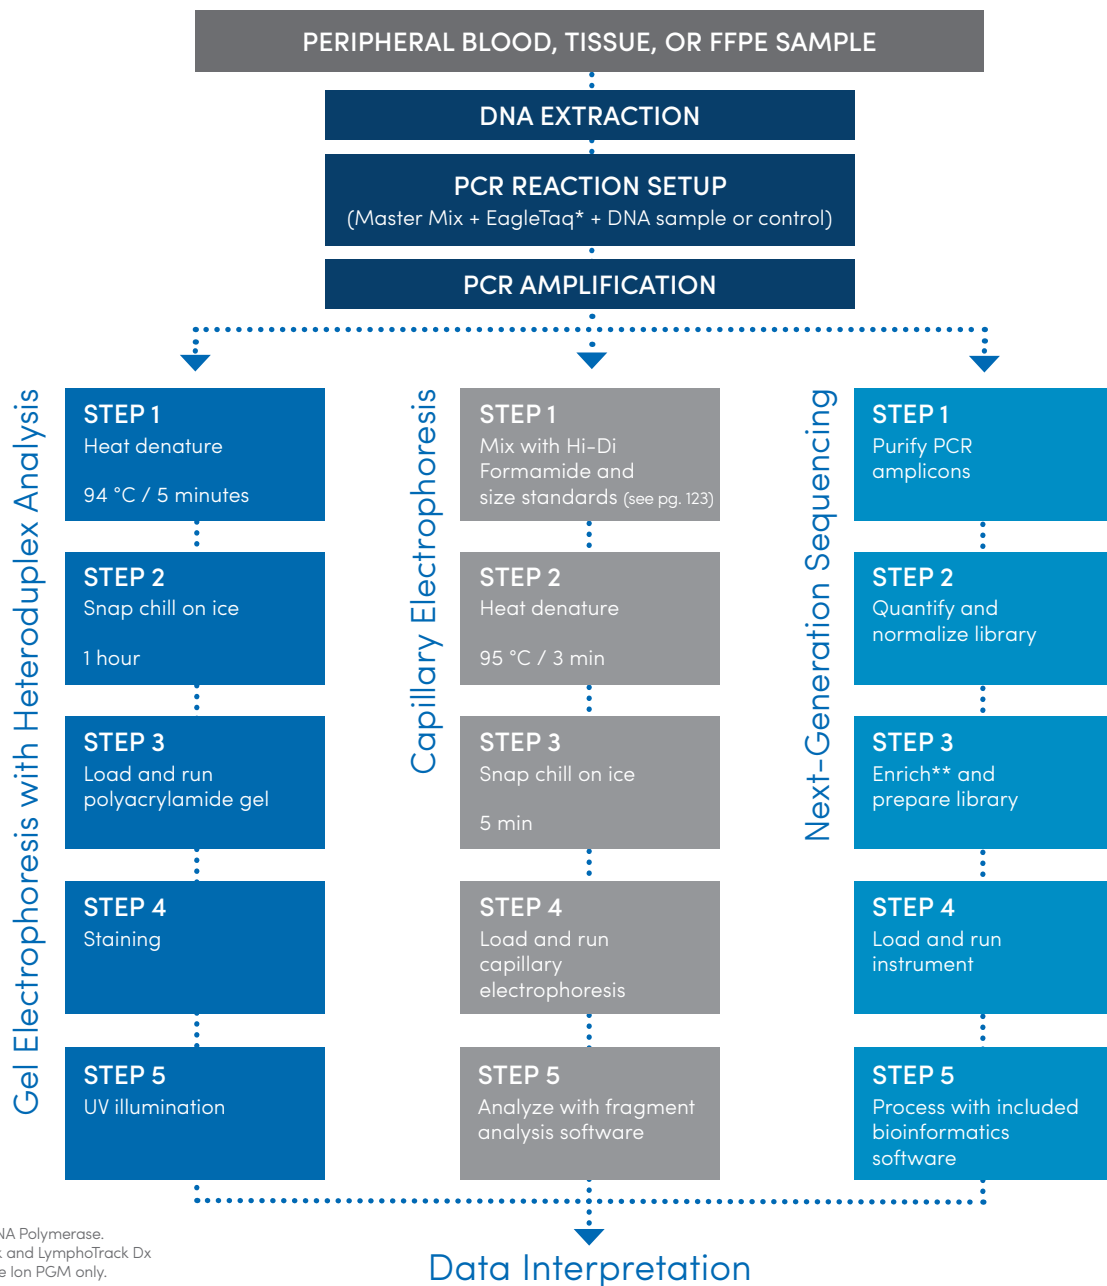 PERIPHERAL BLOOD, TISSUE, OR FFPE SAMPLE
DNA EXTRACTION
PCR REACTION SETUP
(Master Mix + EagleTaq* + DNA sample or control)
PCR AMPLIFICATION
Gel Electrophoresis with Heteroduplex Analysis
STEP 1
Heat denature
94 °C / 5 minutes
STEP 2
Snap chill on ice
1 hour
STEP 3
Load and run
polyacrylamide gel
STEP 4
Staining
STEP 5
UV illumination
Capillary Electrophoresis
STEP 1
Mix with Hi-Di
Formamide and
size standards (see pg. 123)
STEP 2
Heat denature
95 °C / 3 min
STEP 3
Snap chill on ice
5 min
STEP 4
Load and run
capillary
electrophoresis
STEP 5
Analyze with fragment
analysis software
Next-Generation Sequencing
STEP 1
Purify PCR
amplicons
STEP 2
Quantify and
normalize library
STEP 3
Enrich** and
prepare library
STEP 4
Load and run
instrument
STEP 5
Process with included
bioinformatics
software
Data Interpretation
Polymerase.
and LymphoTrack Dx
Ion PGM only.